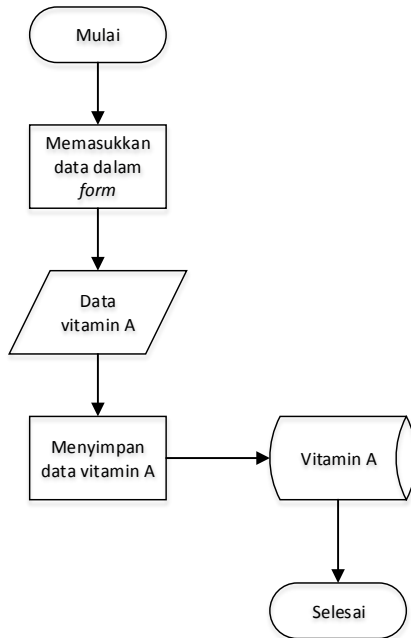 Mulai
Memasukkan
data dalam
form
Data
vitamin A
Menyimpan
data vitamin A
Vitamin A
Selesai